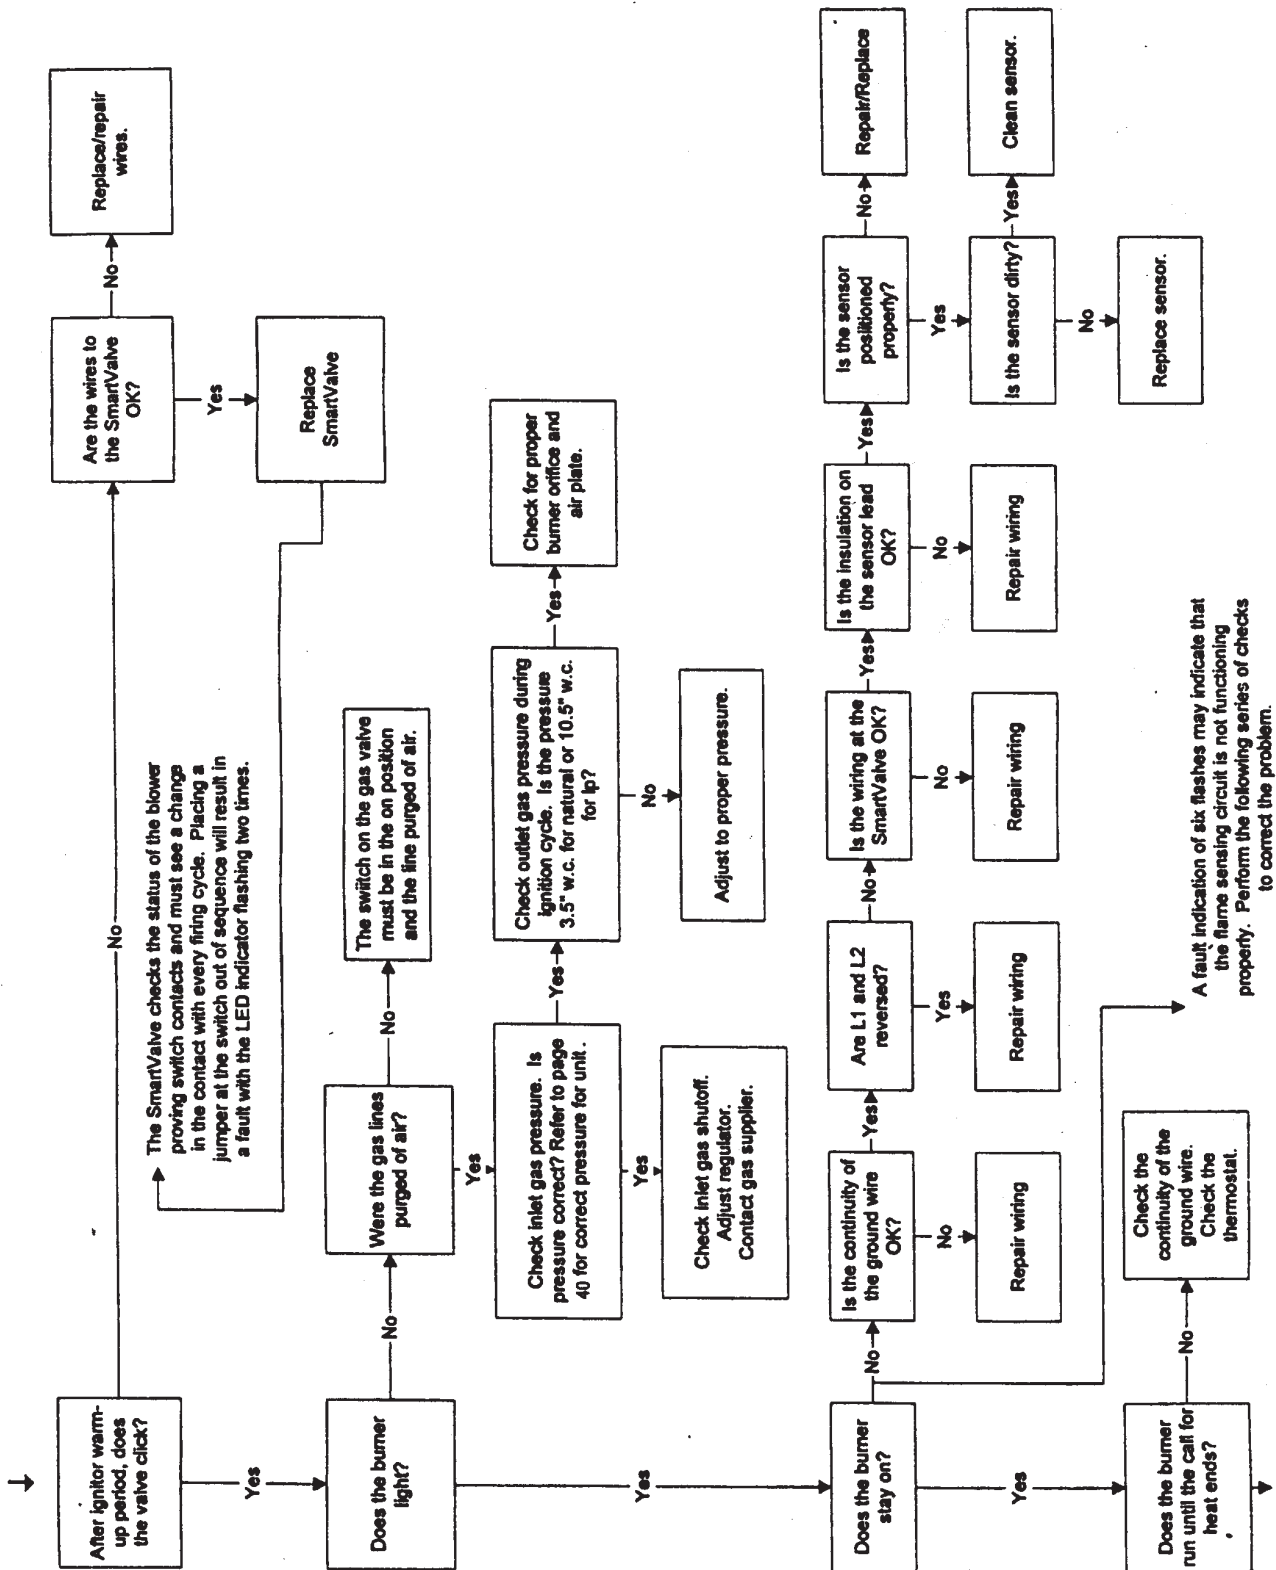 After ignitor warm-
up period, does
the valve click?
No
Are the wires to
the SmartValve
OK?
No
Replace/repair
wires.
Yes
Replace
SmartValve
The SmartValve checks the status of the blower
proving switch contacts and must see a change
in the contact with every firing cycle. Placing a
jumper at the switch out of sequence will result in
a fault with the LED indicator flashing two times.
Yes
Does the burner
light?
No
Were the gas lines
purged of air?
No
The swiitch on the gas valve
must be in the on position
and the line purged of air.
Yes
Check inlet gas pressure. Is
pressure correct? Refer to page
40 for correct pressure for unit .
Yes
Check outlet gas pressure during
ignition cycle. Is the pressure
3.5" w.c. for natural or 10.5" w.c.
for lp?
Yes
Check for proper
burner orifice and
air plate.
Yes
Check inlet gas shutoff.
Adjust regulator.
Contact gas supplier.
No
Adjust to proper pressure.
Yes
Does the burner
stay on?
No
Is the continuity of
the ground wire
OK?
Yes
Are L1 and L2
reversed?
No
Is the wiring at the
SmartValve OK?
Yes
Is the insulation on
the sensor lead
OK?
Yes
Is the sensor
positioned
properly?
No
Repair/Replace
No
Repair wiring
Yes
Repair wiring
No
Repair wiring
No
Repair wiring
Yes
Is the sensor dirty?
Yes
Clean sensor.
No
Replace sensor.
Yes
Does the burner
run until the call for
heat ends?
No
Check the
continuity of the
ground wire.
Check the
thermostat.
A fault indication of six flashes may indicate that
the flame sensing circuit is not functioning
properly. Perform the following series of checks
to correct the problem.